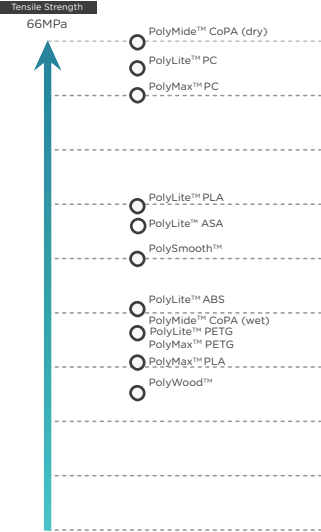 Tensile Strength
66MPa
PolyMide™ CoPA (dry)
PolyLite™ PC
PolyMax™ PC
PolyLite™ PLA
PolyLite™ ASA
PolySmooth™
PolyLite™ ABS
PolyMide™ CoPA (wet)
PolyLite™ PETG
PolyMax™ PETG
PolyMax™ PLA
PolyWood™